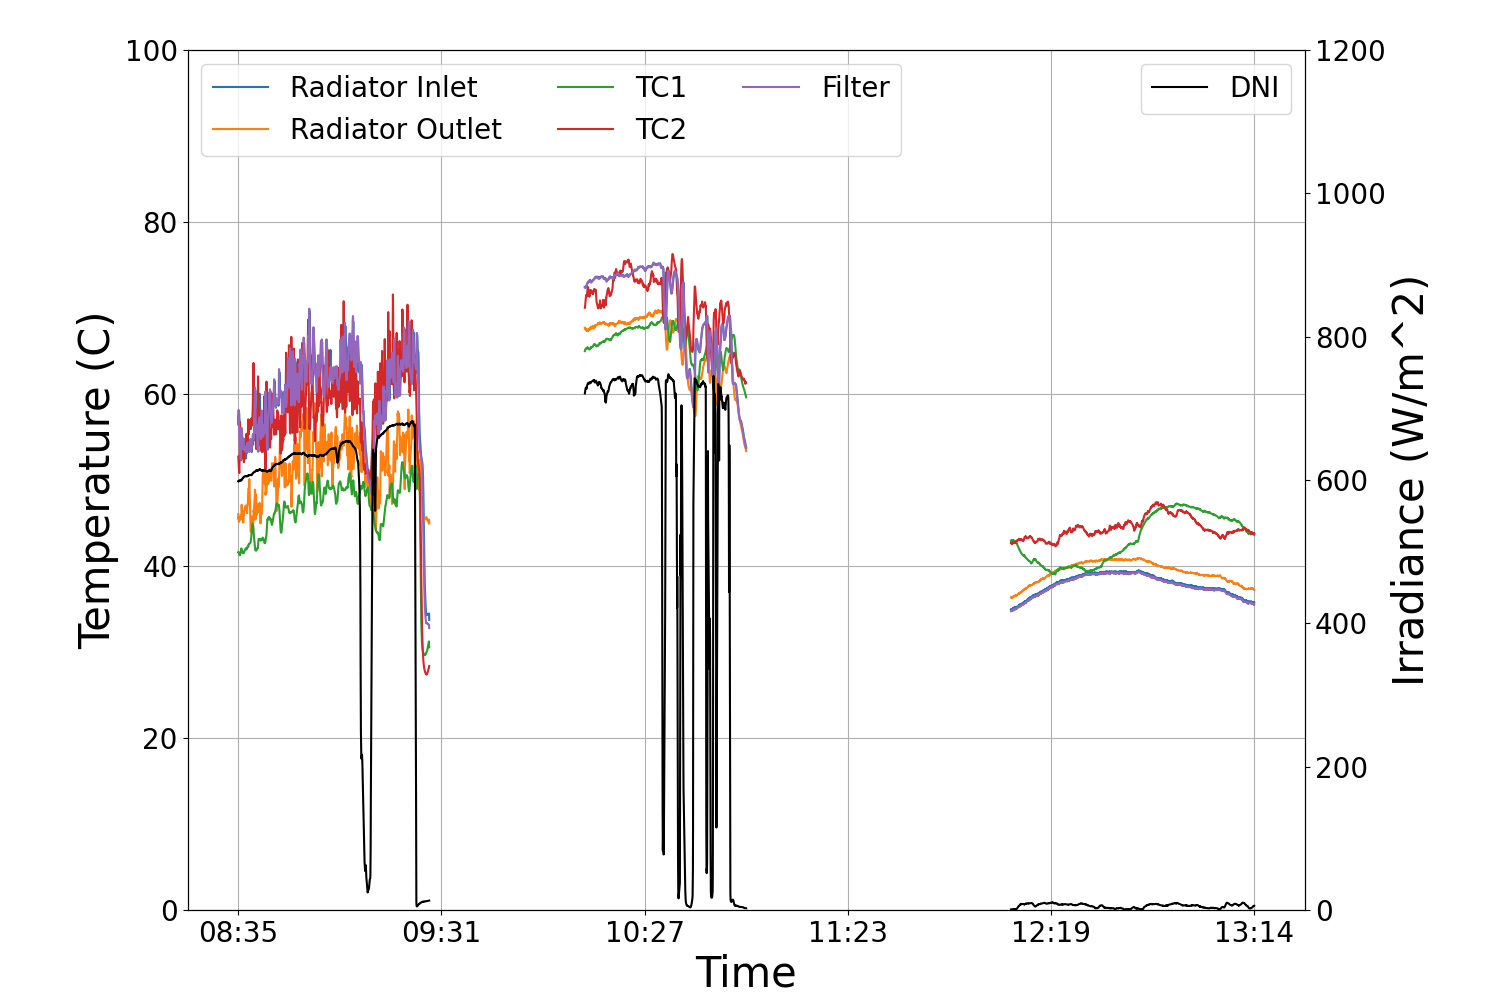 Radiator Inlet
Radiator Outlet
TC1
TC2
Filter
DNI
Temperature (C)
100
80
60
40
20
0
Irradiance (W/m^2)
1200
1000
800
600
400
200
0
08:35 09:31 10:27 11:23 12:19 13:14
Time